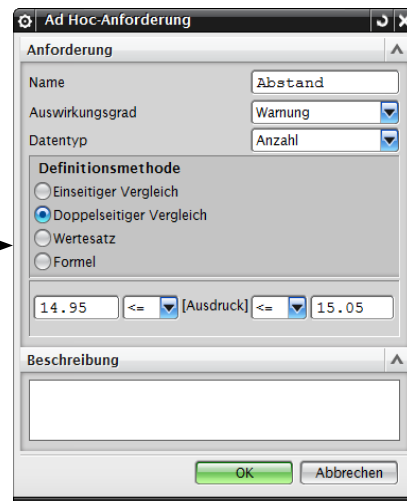 Ad Hoc-Anforderung
Anforderung
Name Abstand
Auswirkungsgrad Warnung
Datentyp Anzahl
Definitionsmethode
Einseitiger Vergleich
Doppelseitiger Vergleich
Wertesatz
Formel
14.95 <= [Ausdruck] <= 15.05
Beschreibung
OK Abbrechen